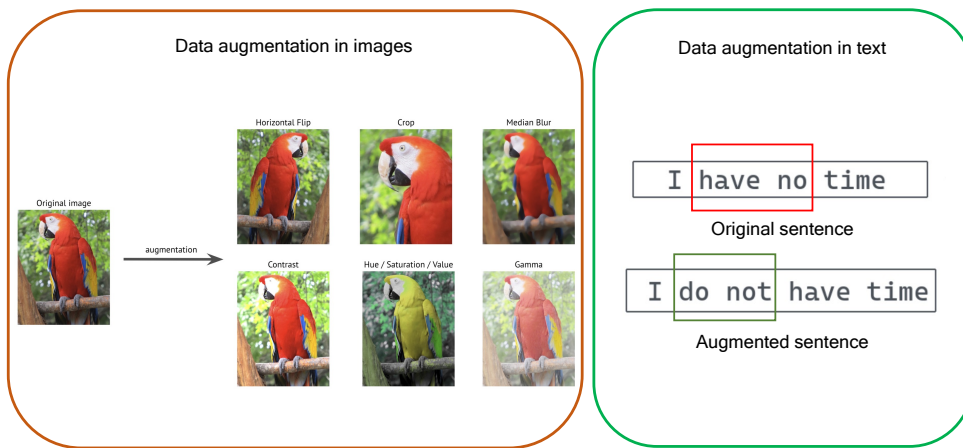 Data augmentation in images
Horizontal Flip
Crop
Median Blur
Original image
augmentation
Contrast
Hue / Saturation / Value
Gamma
Data augmentation in text
I have no time
Original sentence
I do not have time
Augmented sentence